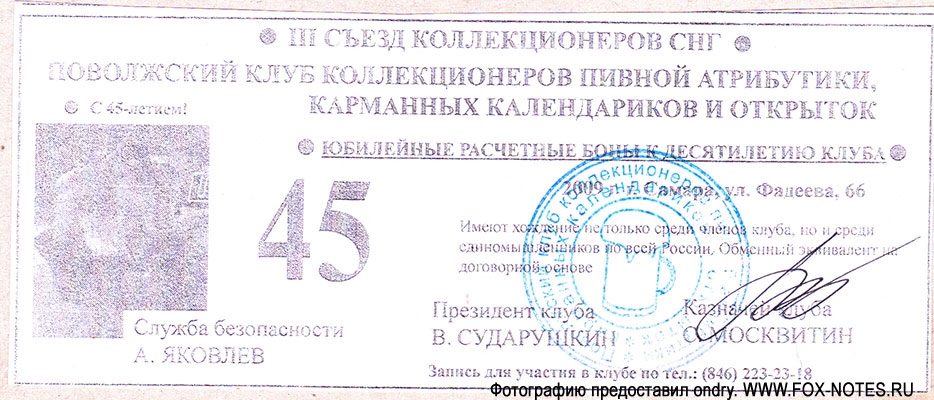 III СЪЕЗД КОЛЛЕКЦИОНЕРОВ СНГ
ПОВОЛЖСКИЙ КЛУБ КОЛЛЕКЦИОНЕРОВ ПИВНОЙ АТРИБУТИКИ,
КАРМАННЫХ КАЛЕНДАРИКОВ И ОТКРЫТОК
С 45-летием!
ЮБИЛЕЙНЫЕ РАСЧЕТНЫЕ БОНЫ К ДЕСЯТИЛЕТИЮ КЛУБА
45
2009 г. г. Самара, ул. Фадеева, 66
Имеют хождение не только среди членов клуба, но и среди
единомышленников по всей России. Обменный эквивалент на
договорной основе
Президент клуба
В. СУДАРУШКИН
Казначей клуба
С. МОСКВИТИН
Служба безопасности
А. ЯКОВЛЕВ
Запись для участия в клубе по тел.: (846) 223-23-18
Фотографию предоставил ondry. WWW.FOX-NOTES.RU